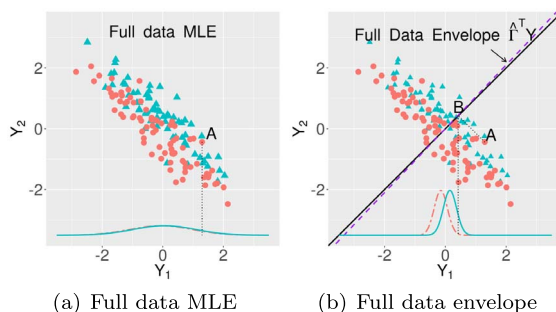 Full data MLE
Y₂
2
0
-2
A
-2
0
2
Y₁
(a) Full data MLE
Full Data Envelope Γ̂ᵀY
Y₂
2
0
-2
B
A
-2
0
2
Y₁
(b) Full data envelope